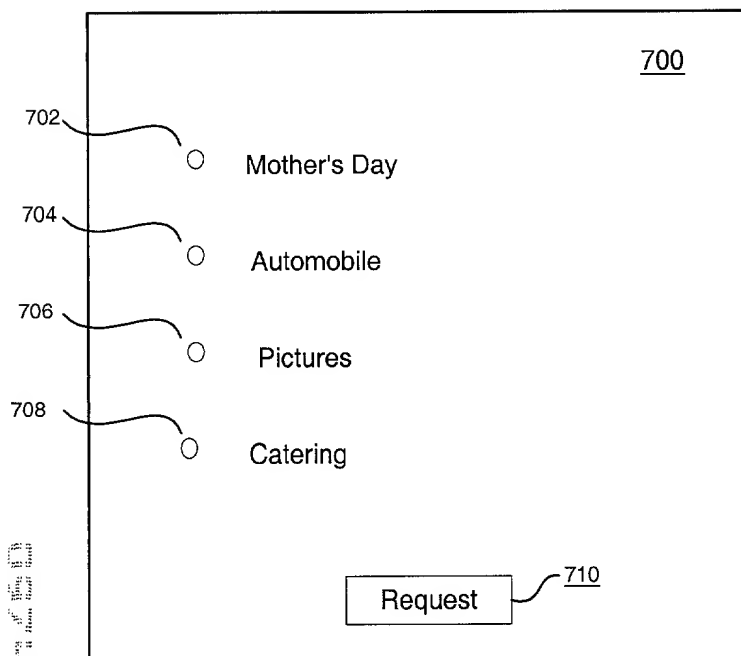 700
702
Mother's Day
704
Automobile
706
Pictures
708
Catering
Request
710